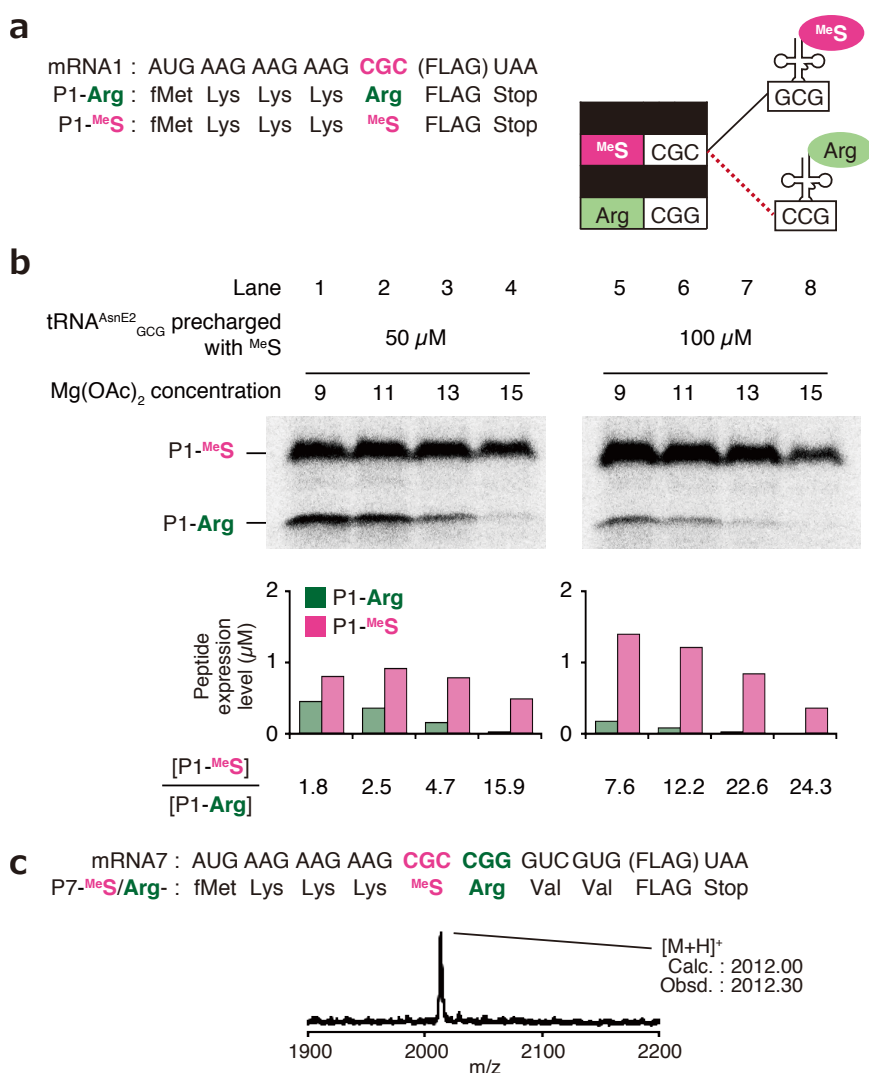 a
mRNA1 : AUG AAG AAG AAG CGC (FLAG) UAA
P1-Arg : fMet Lys Lys Lys Arg FLAG Stop
P1-MeS : fMet Lys Lys Lys MeS FLAG Stop
MeS
GCG
MeS CGC
Arg
Arg CGG
CCG
b
Lane 1 2 3 4 5 6 7 8
tRNA^AsnE2_GCG precharged
with MeS
50 µM 100 µM
Mg(OAc)2 concentration 9 11 13 15 9 11 13 15
P1-MeS
P1-Arg
Peptide
expression
level (µM)
2
1
0
P1-Arg
P1-MeS
2
1
0
[P1-MeS]
[P1-Arg]
1.8 2.5 4.7 15.9 7.6 12.2 22.6 24.3
c
mRNA7 : AUG AAG AAG AAG CGC CGG GUC GUG (FLAG) UAA
P7-MeS/Arg- : fMet Lys Lys Lys MeS Arg Val Val FLAG Stop
[M+H]+
Calc. : 2012.00
Obsd. : 2012.30
1900 2000 2100 2200
m/z